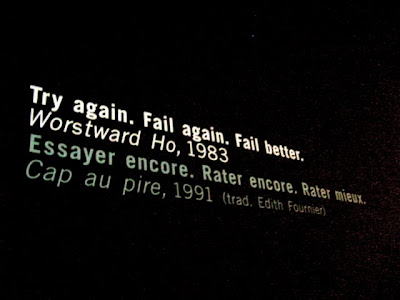 Try again. Fail again. Fail better.
Worstward Ho, 1983
Essayer encore. Rater encore. Rater mieux.
Cap au pire, 1991 (trad. Edith Fournier)